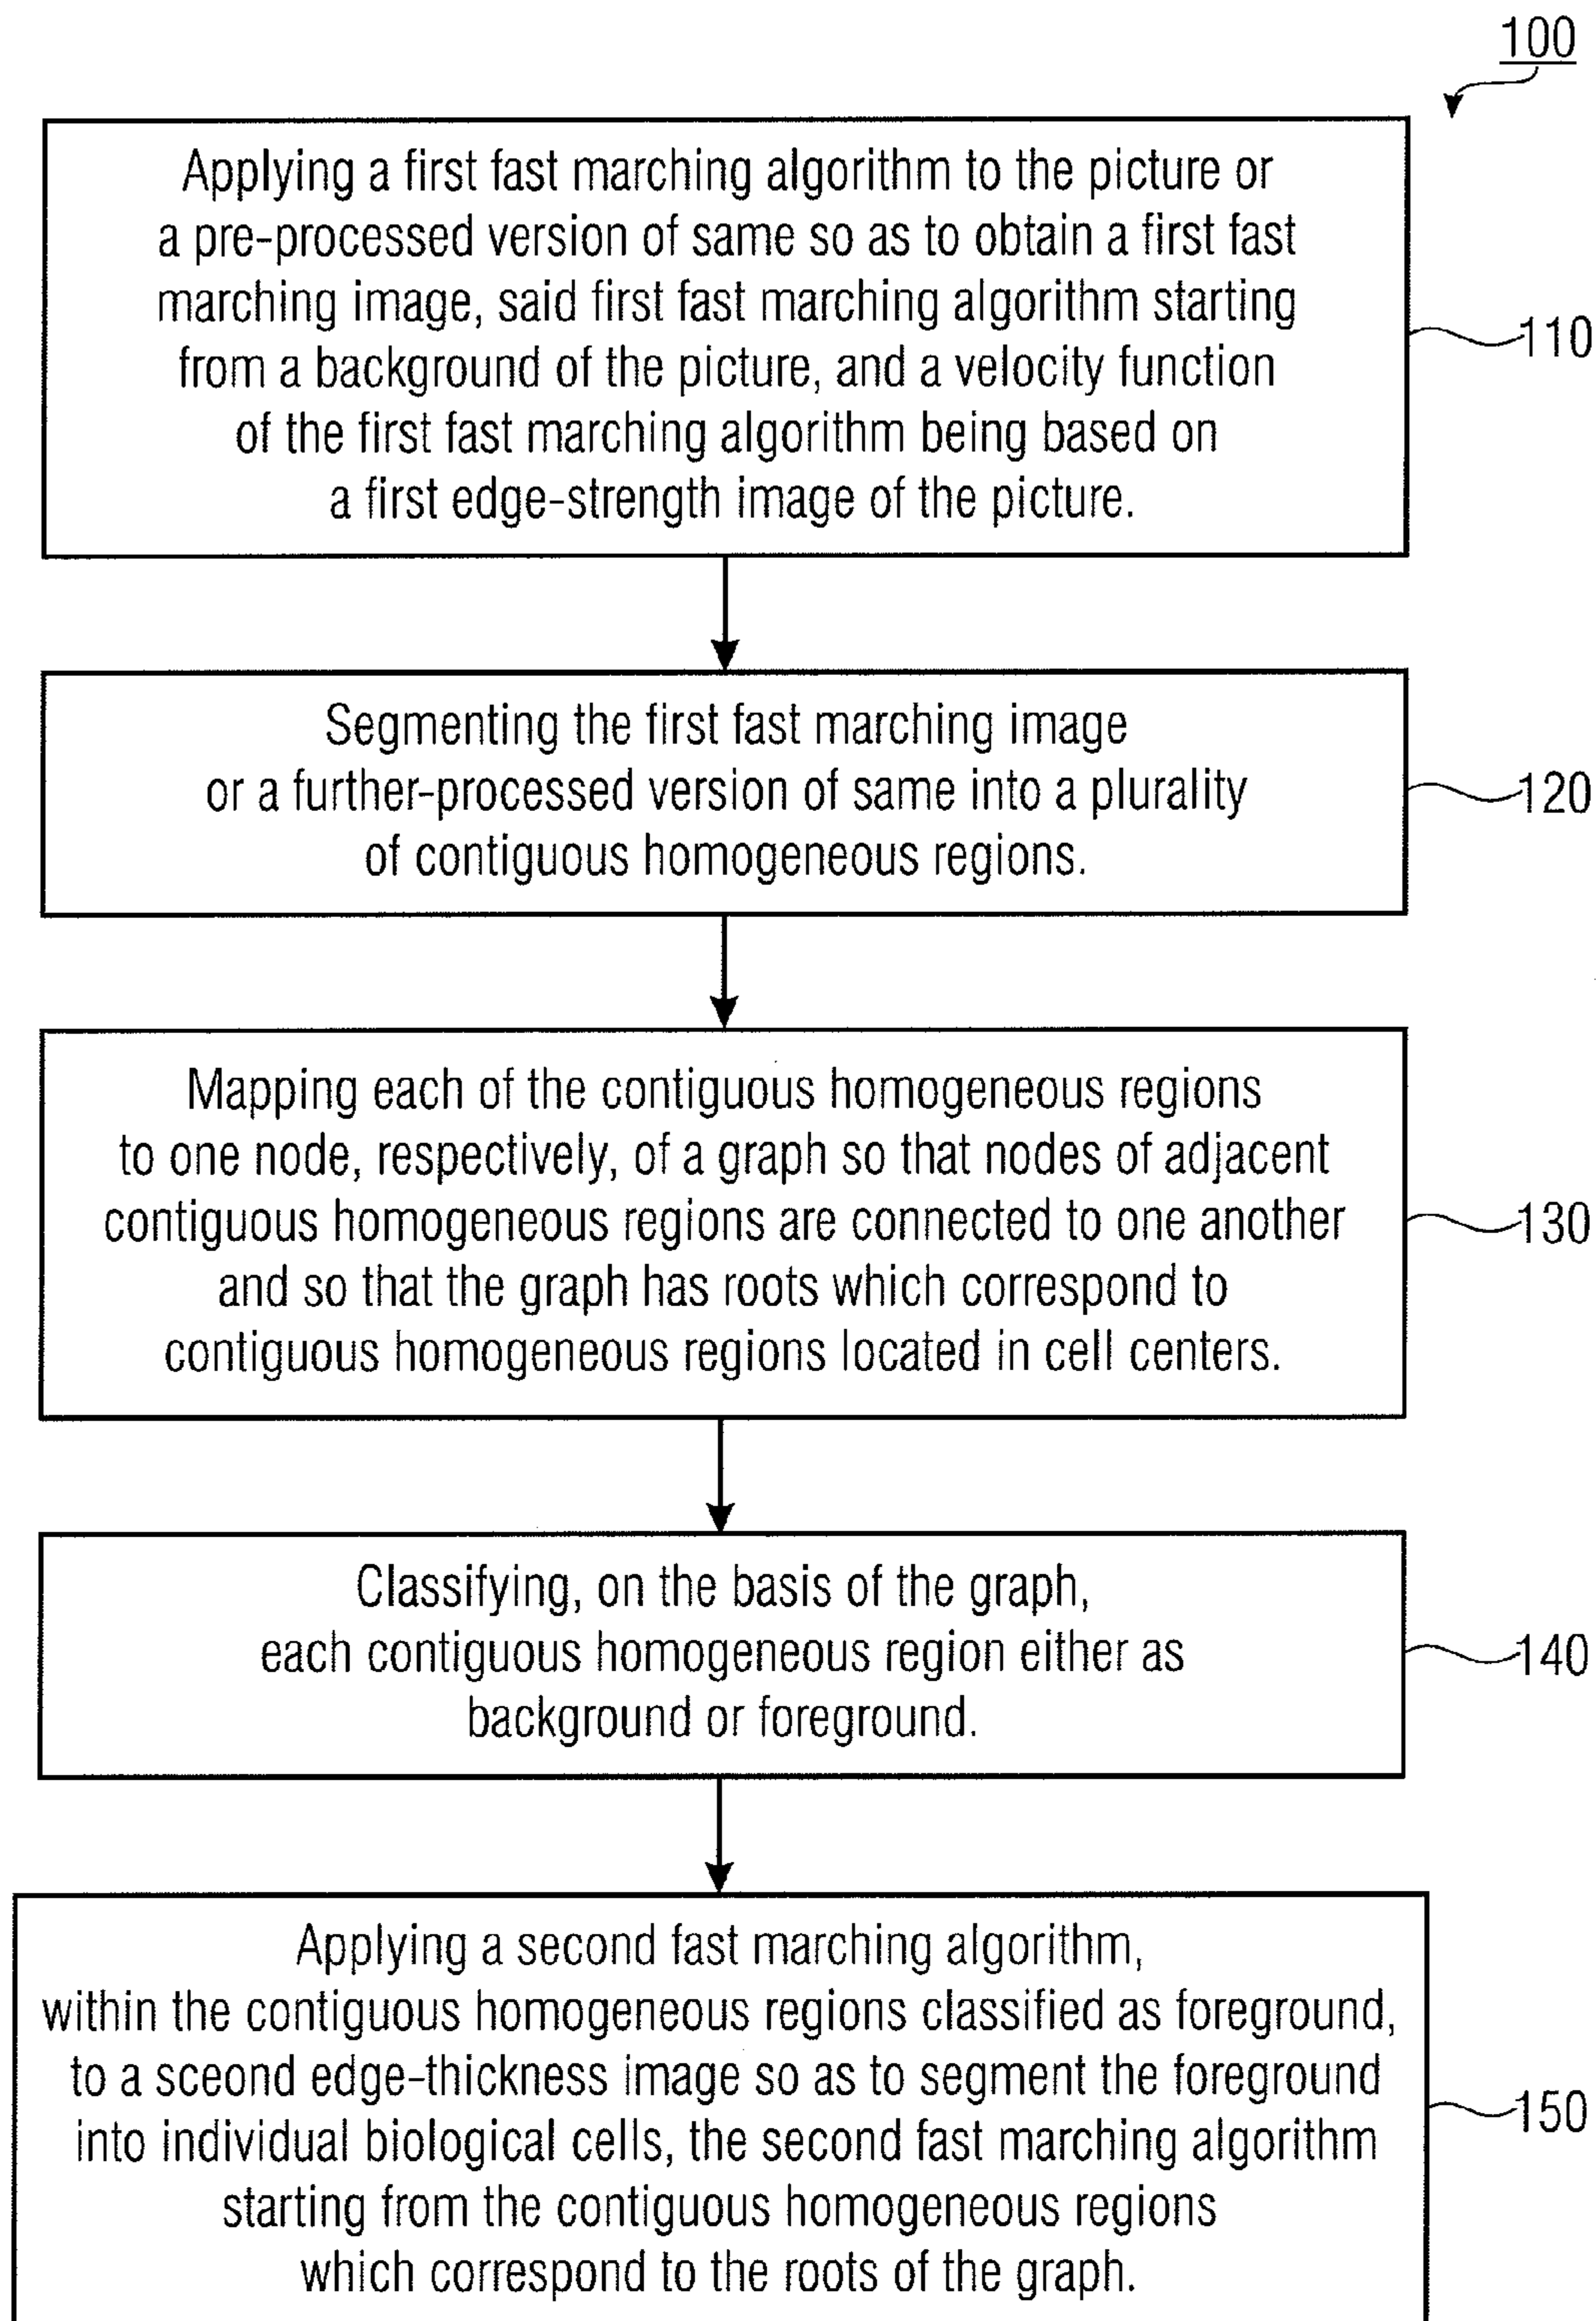 100
Applying a first fast marching algorithm to the picture or
a pre-processed version of same so as to obtain a first fast
marching image, said first fast marching algorithm starting
from a background of the picture, and a velocity function
of the first fast marching algorithm being based on
a first edge-strength image of the picture.
110
Segmenting the first fast marching image
or a further-processed version of same into a plurality
of contiguous homogeneous regions.
120
Mapping each of the contiguous homogeneous regions
to one node, respectively, of a graph so that nodes of adjacent
contiguous homogeneous regions are connected to one another
and so that the graph has roots which correspond to
contiguous homogeneous regions located in cell centers.
130
Classifying, on the basis of the graph,
each contiguous homogeneous region either as
background or foreground.
140
Applying a second fast marching algorithm,
within the contiguous homogeneous regions classified as foreground,
to a sceond edge-thickness image so as to segment the foreground
into individual biological cells, the second fast marching algorithm
starting from the contiguous homogeneous regions
which correspond to the roots of the graph.
150